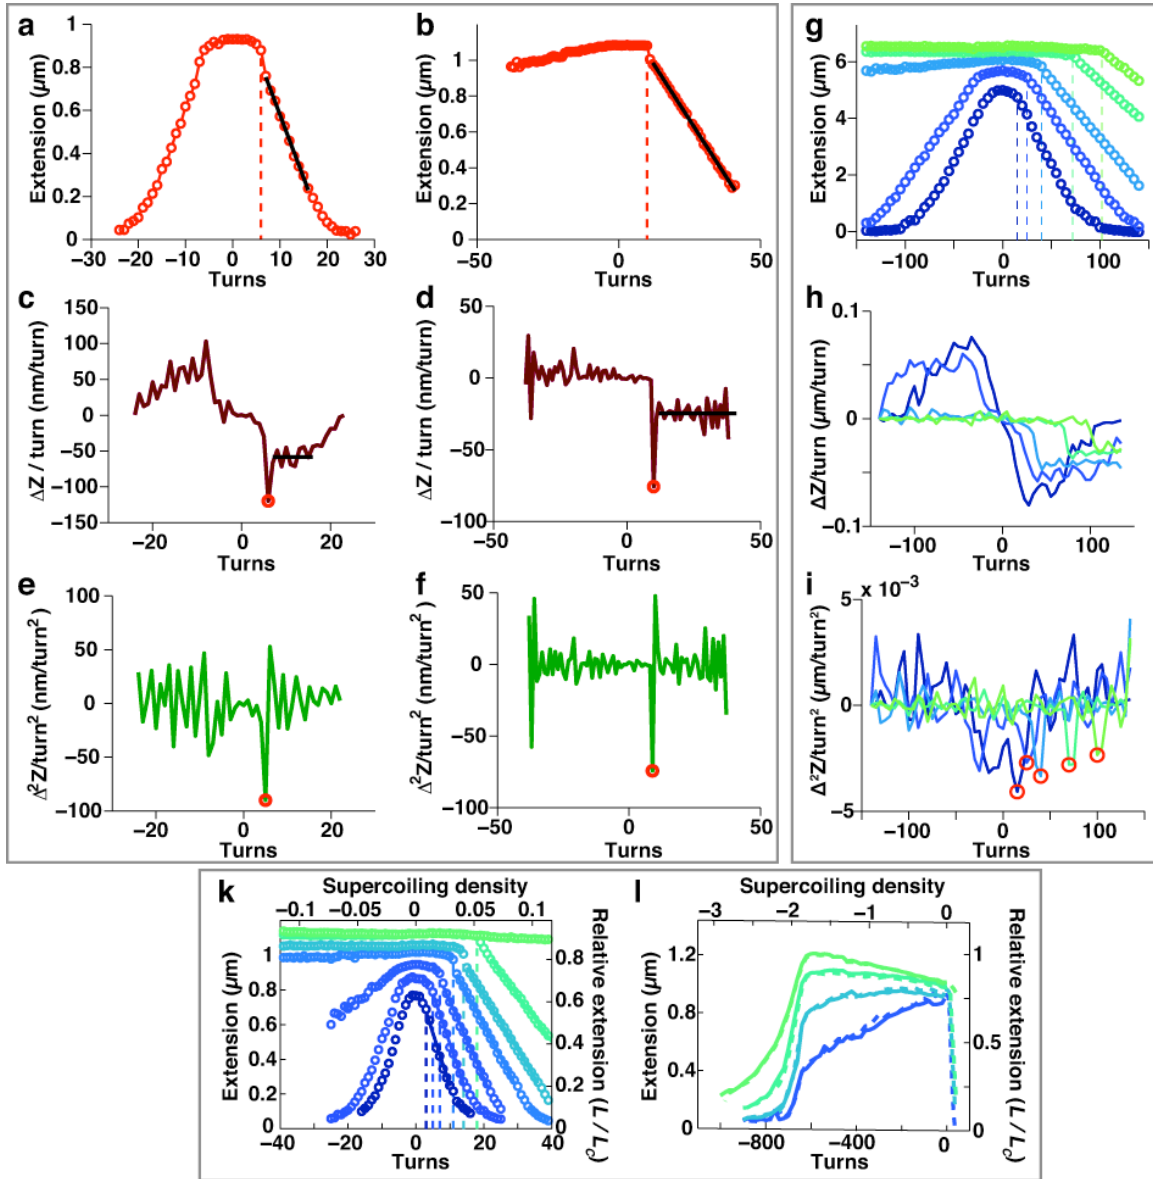 a
Extension (µm)
1
0.8
0.6
0.4
0.2
0
−30 −20 −10 0 10 20 30
Turns
b
Extension (µm)
1
0.8
0.6
0.4
0.2
0
−50 0 50
Turns
g
Extension (µm)
6
4
2
0
−100 0 100
Turns
c
ΔZ / turn (nm/turn)
150
100
50
0
−50
−100
−150
−20 0 20
Turns
d
ΔZ / turn (nm/turn)
50
0
−50
−100
−50 0 50
Turns
h
ΔZ/turn (µm/turn)
0.1
0
−0.1
−100 0 100
Turns
e
Δ²Z/turn² (nm/turn²)
100
50
0
−50
−100
−20 0 20
Turns
f
Δ²Z/turn² (nm/turn²)
50
0
−50
−100
−50 0 50
Turns
i
x 10⁻³
Δ²Z/turn² (µm/turn²)
5
0
−5
−100 0 100
Turns
k
Supercoiling density
−0.1 −0.05 0 0.05 0.1
Extension (µm)
1
0.8
0.6
0.4
0.2
0
0.8
0.6
0.4
0.2
0
Relative extension (L / L_c)
−40 −20 0 20 40
Turns
l
Supercoiling density
−3 −2 −1 0
Extension (µm)
1.2
0.8
0.4
0
1
0.5
0
Relative extension (L / L_c)
−800 −400 0
Turns